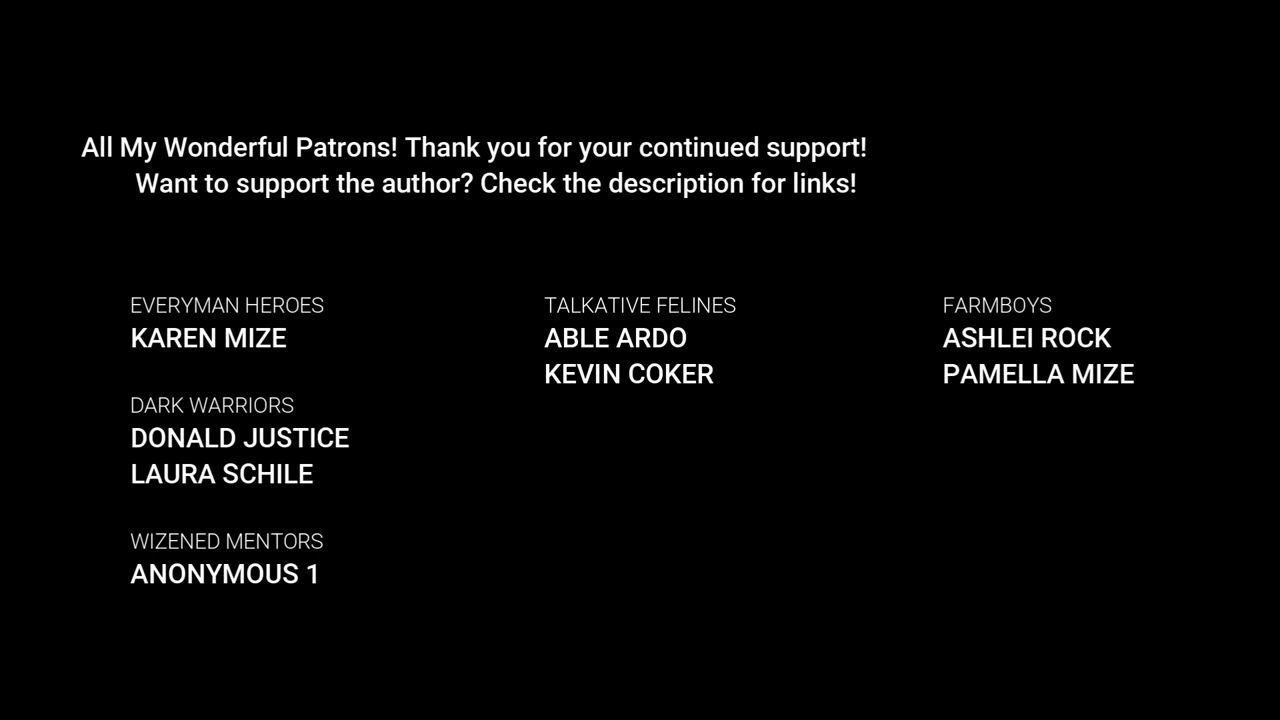 All My Wonderful Patrons! Thank you for your continued support!
Want to support the author? Check the description for links!
EVERYMAN HEROES
KAREN MIZE
DARK WARRIORS
DONALD JUSTICE
LAURA SCHILE
WIZENED MENTORS
ANONYMOUS 1
TALKATIVE FELINES
ABLE ARDO
KEVIN COKER
FARMBOYS
ASHLEI ROCK
PAMELLA MIZE